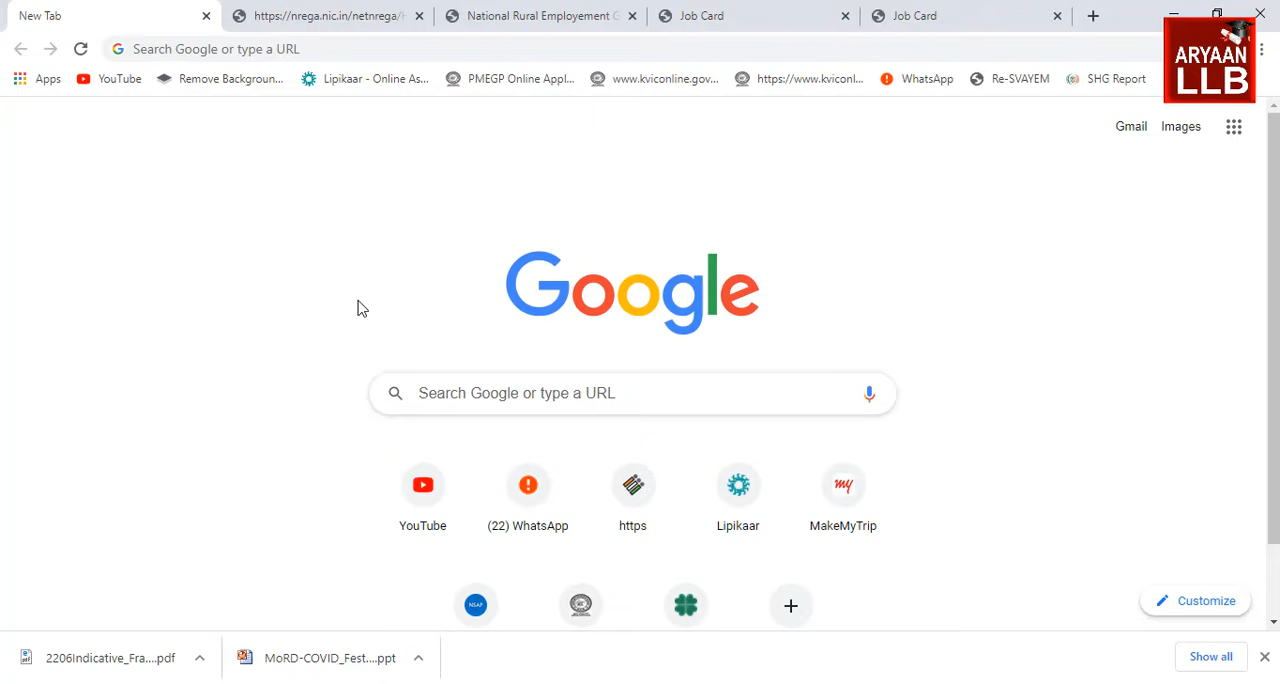 New Tab
https://nrega.nic.in/netnrega/
National Rural Employement G
Job Card
Job Card
Search Google or type a URL
Apps
YouTube
Remove Backgroun...
Lipikaar - Online As...
PMEGP Online Appl...
www.kviconline.gov...
https://www.kviconl...
WhatsApp
Re-SVAYEM
SHG Report
ARYAAN
LLB
Gmail
Images
Google
Search Google or type a URL
YouTube
(22) WhatsApp
https
Lipikaar
my
MakeMyTrip
NSAP
Customize
2206Indicative_Fra....pdf
MoRD-COVID_Fest....ppt
Show all